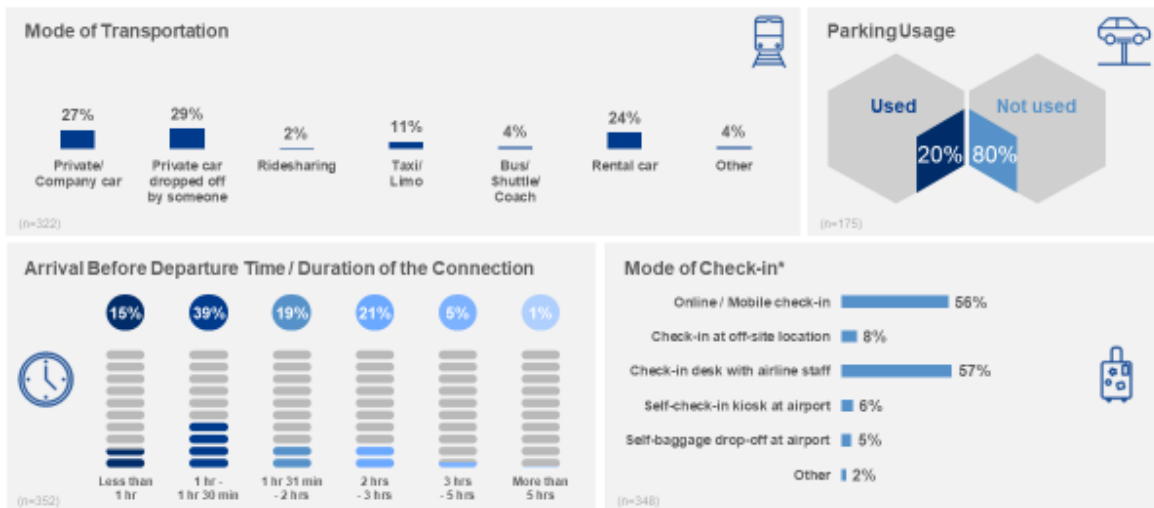 Mode of Transportation
27%
29%
2%
11%
4%
24%
4%
Private/
Company car
Private car
dropped off
by someone
Ridesharing
Taxi/
Limo
Bus/
Shuttle/
Coach
Rental car
Other
(n=322)
Parking Usage
Used
Not used
20%
80%
(n=175)
Arrival Before Departure Time / Duration of the Connection
15%
39%
19%
21%
5%
1%
Less than
1 hr
1 hr -
1 hr 30 min
1 hr 31 min
- 2 hrs
2 hrs
- 3 hrs
3 hrs
- 5 hrs
More than
5 hrs
(n=352)
Mode of Check-in*
Online / Mobile check-in 56%
Check-in at off-site location 8%
Check-in desk with airline staff 57%
Self-check-in kiosk at airport 6%
Self-baggage drop-off at airport 5%
Other 2%
(n=348)